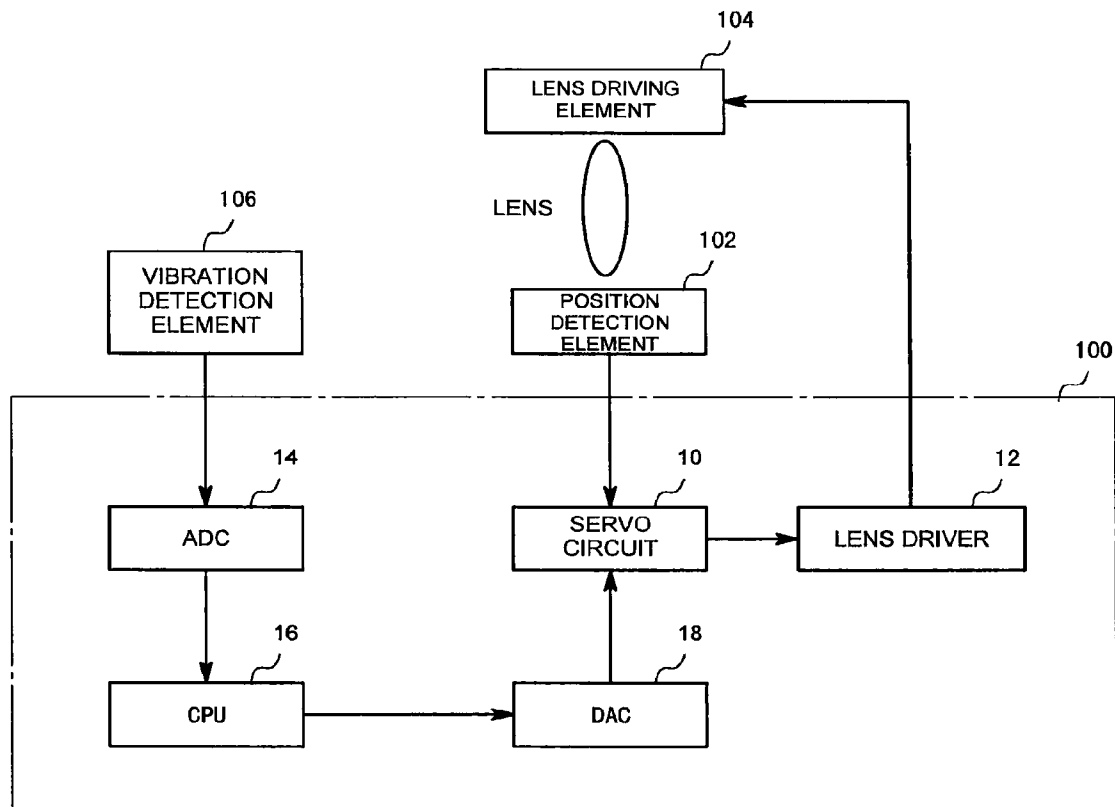 104
LENS DRIVING
ELEMENT
106
LENS
102
VIBRATION
DETECTION
ELEMENT
POSITION
DETECTION
ELEMENT
100
14
10
12
ADC
SERVO
CIRCUIT
LENS DRIVER
16
18
CPU
DAC